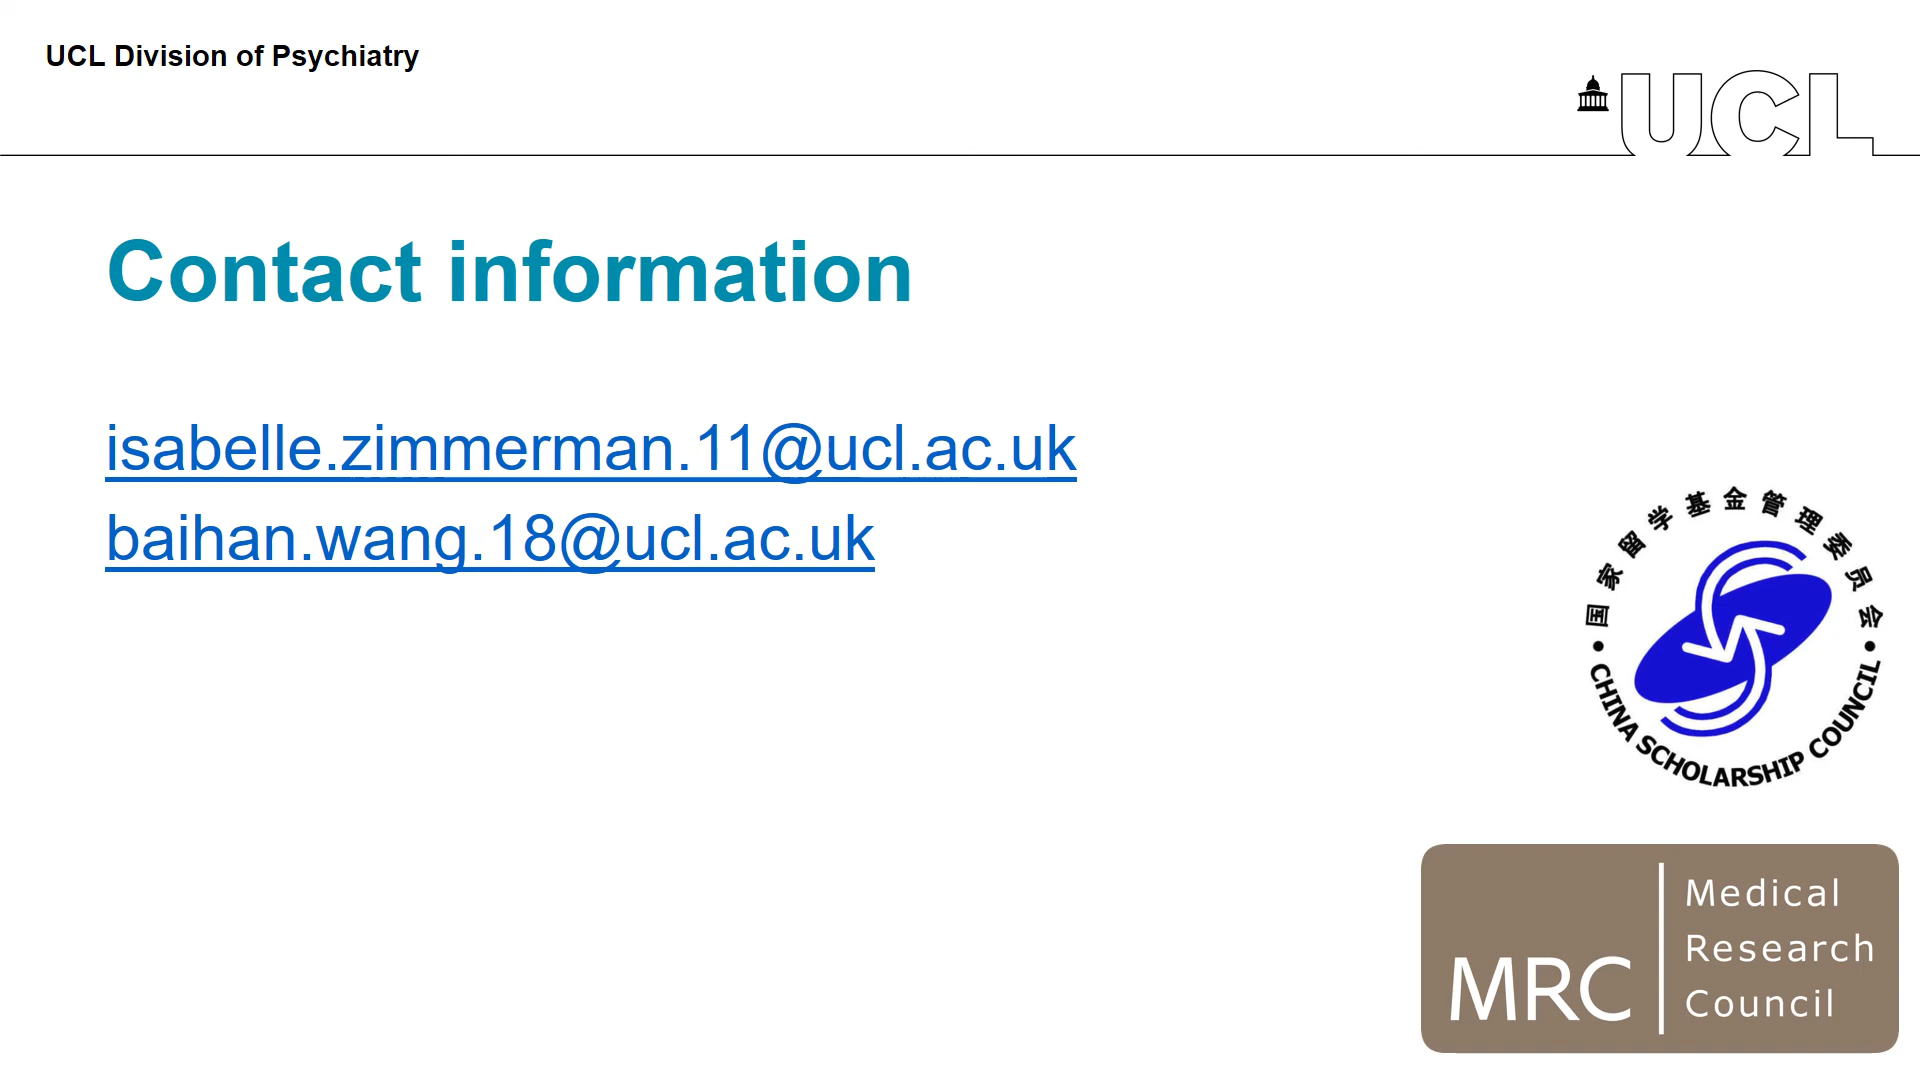 UCL Division of Psychiatry
UCL
Contact information
isabelle.zimmerman.11@ucl.ac.uk
baihan.wang.18@ucl.ac.uk
国家留学基金管理委员会
• CHINA SCHOLARSHIP COUNCIL •
MRC
Medical
Research
Council